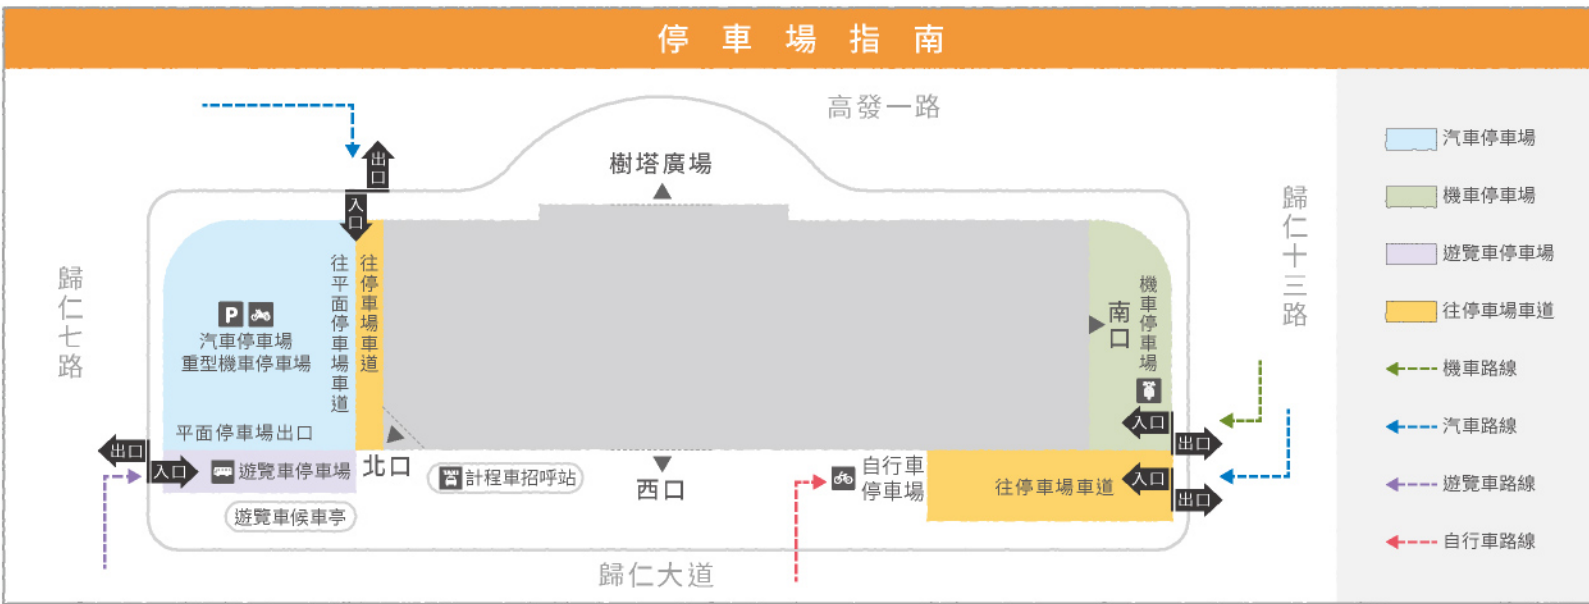 停車場指南
高發一路
樹塔廣場
出口
入口
歸仁七路
歸仁十三路
往平面停車場車道
往停車場車道
P
汽車停車場
重型機車停車場
平面停車場出口
出口
入口
遊覽車停車場
遊覽車候車亭
北口
TAXI
計程車招呼站
西口
自行車
停車場
往停車場車道
南口
機車停車場
入口
出口
入口
出口
歸仁大道
汽車停車場
機車停車場
遊覽車停車場
往停車場車道
機車路線
汽車路線
遊覽車路線
自行車路線